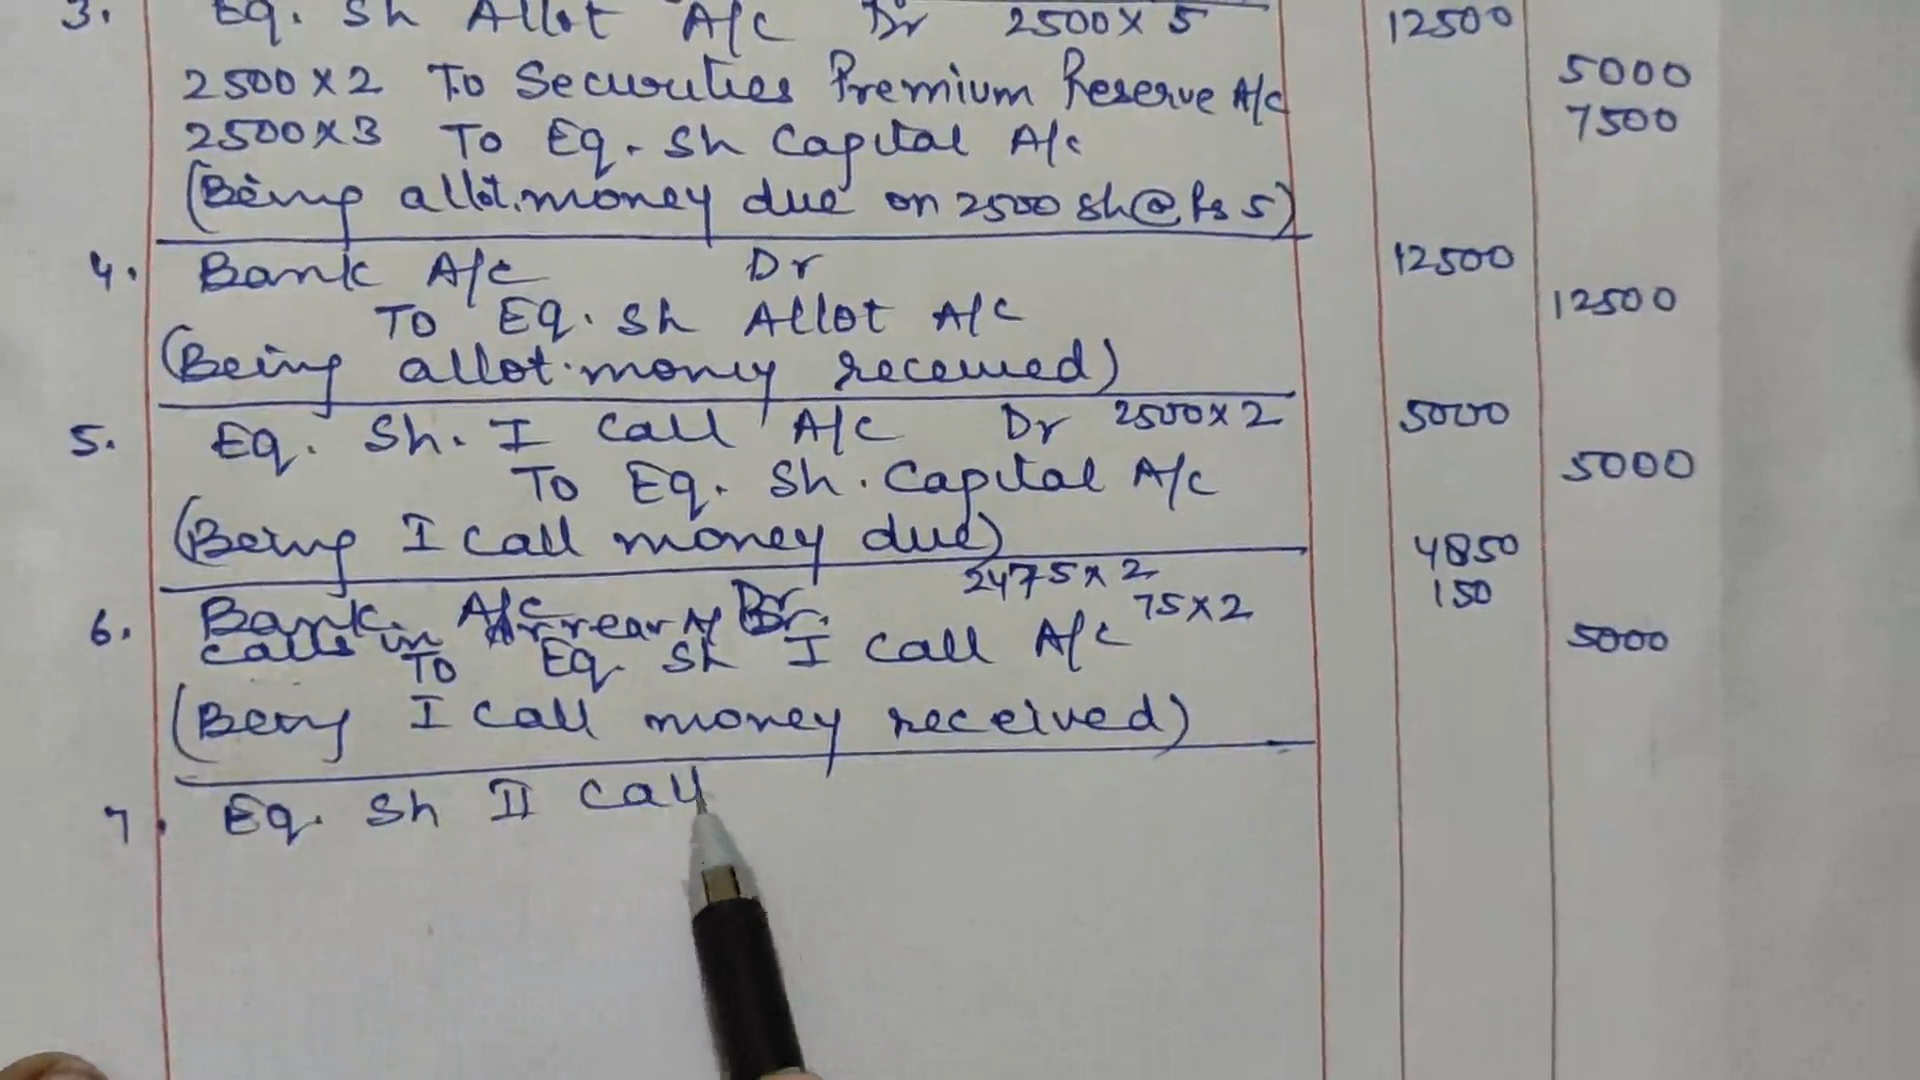 3. Eq. Sh Allot A/c Dr 2500 x 5 12500
2500 x 2 To Securities Premium Reserve A/c 5000
2500 x 3 To Eq. Sh Capital A/c 7500
(Being allot. money due on 2500 sh @ Rs 5)
4. Bank A/c Dr 12500
To Eq. Sh Allot A/c 12500
(Being allot. money received)
5. Eq. Sh. I Call A/c Dr 2500 x 2 5000
To Eq. Sh. Capital A/c 5000
(Being I call money due)
6. Bank A/c Dr. 2475 x 2 4850
Calls in Arrear A/c Dr. 75 x 2 150
To Eq. Sh I Call A/c 5000
(Being I call money received)
7. Eq. Sh II Call